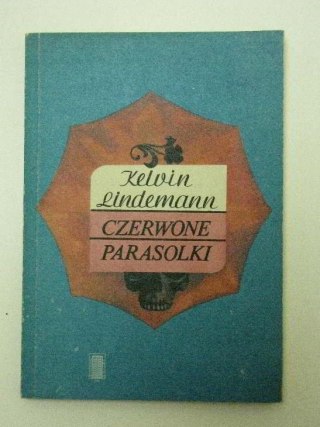 Kelvin
Lindemann
CZERWONE
PARASOLKI